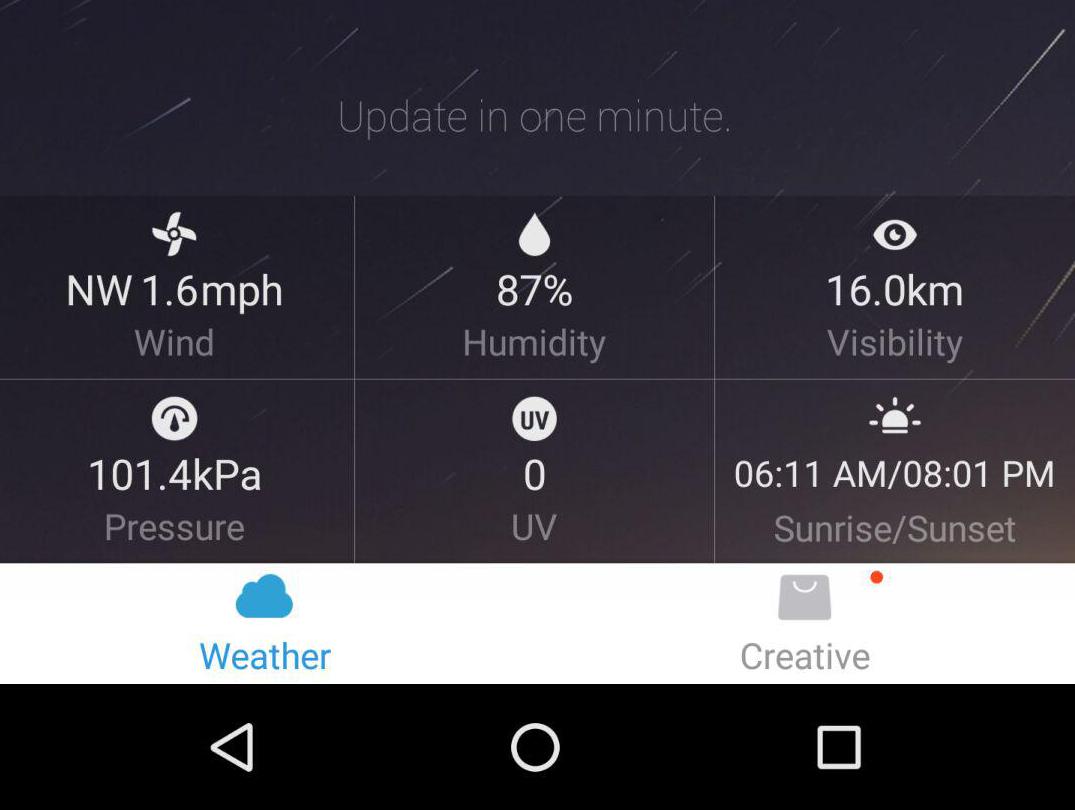 Update in one minute.
NW 1.6mph
Wind
87%
Humidity
16.0km
Visibility
101.4kPa
Pressure
UV
0
UV
06:11 AM/08:01 PM
Sunrise/Sunset
Weather
Creative